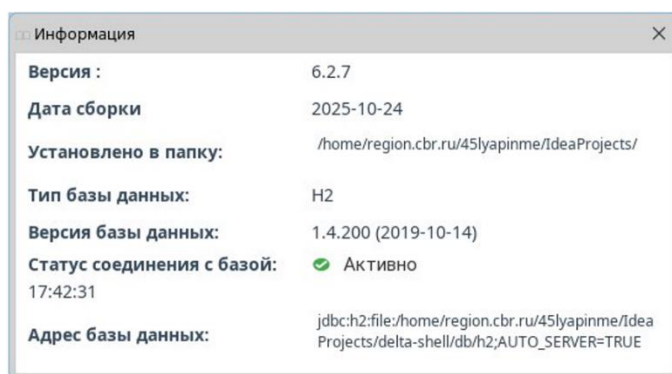 Информация
Версия : 6.2.7
Дата сборки 2025-10-24
Установлено в папку: /home/region.cbr.ru/45lyapinme/IdeaProjects/
Тип базы данных: H2
Версия базы данных: 1.4.200 (2019-10-14)
Статус соединения с базой: Активно
17:42:31
Адрес базы данных: jdbc:h2:file:/home/region.cbr.ru/45lyapinme/Idea
Projects/delta-shell/db/h2;AUTO_SERVER=TRUE